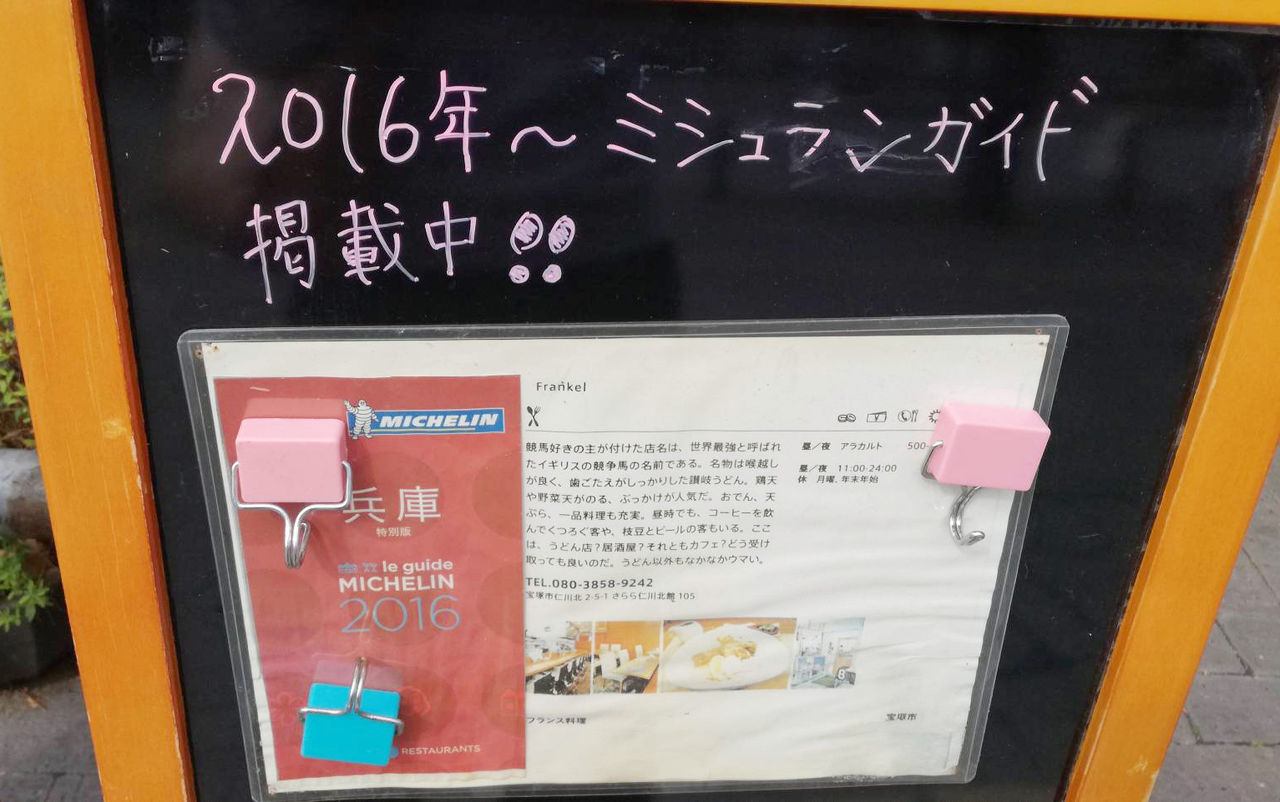 2016年～ミシュランガイド
掲載中!!
MICHELIN
兵庫
特別版
le guide
MICHELIN
2016
RESTAURANTS
Frankel
競馬好きの主が付けた店名は、世界最強と呼ばれ
たイギリスの競争馬の名前である。名物は喉越し
が良く、歯ごたえがしっかりした讃岐うどん。鶏天
や野菜天がのる、ぶっかけが人気だ。おでん、天
ぷら、一品料理も充実。昼時でも、コーヒーを飲
んでくつろぐ客や、枝豆とビールの客もいる。ここ
は、うどん店?居酒屋?それともカフェ?どう受け
取っても良いのだ。うどん以外もなかなかウマい。
TEL.080-3858-9242
宝塚市仁川北 2-5-1 さらら仁川北館 105
昼／夜 アラカルト 500-
昼／夜 11:00-24:00
休 月曜、年末年始
フランス料理